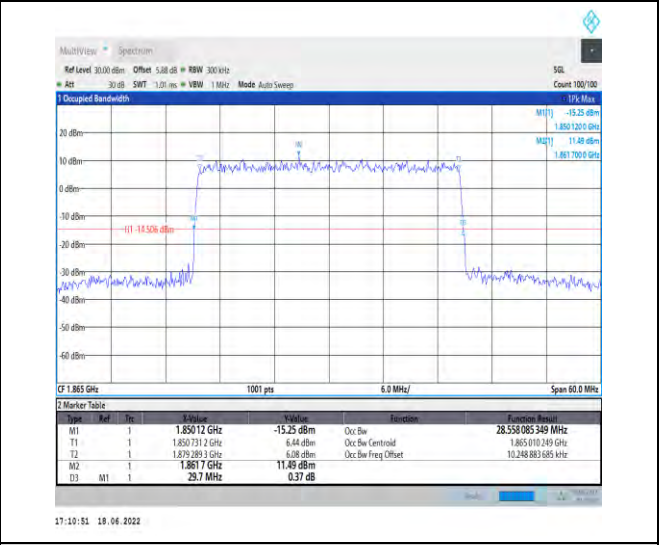 MultiView Spectrum
Ref Level 30.00 dBm Offset 5.88 dB RBW 300 kHz SGL
Att 30 dB SWT 1.01 ms VBW 1 MHz Mode Auto Sweep Count 100/100
1 Occupied Bandwidth 1Pk Max
M1[1] -15.25 dBm
1.850 120 0 GHz
M2[1] 11.49 dBm
1.861 700 0 GHz
20 dBm
M2
10 dBm
0 dBm
-10 dBm
H1 -14.506 dBm
-20 dBm
-30 dBm
-40 dBm
-50 dBm
-60 dBm
CF 1.865 GHz 1001 pts 6.0 MHz/ Span 60.0 MHz
2 Marker Table
Type Ref Trc X-Value Y-Value Function Function Result
M1 1 1.850 12 GHz -15.25 dBm Occ Bw 28.558 085 349 MHz
T1 1 1.850 731 2 GHz 6.44 dBm Occ Bw Centroid 1.865 010 249 GHz
T2 1 1.879 289 3 GHz 6.08 dBm Occ Bw Freq Offset 10.248 883 685 kHz
M2 1 1.861 7 GHz 11.49 dBm
D3 M1 1 29.7 MHz 0.37 dB
17:10:51 18.06.2022